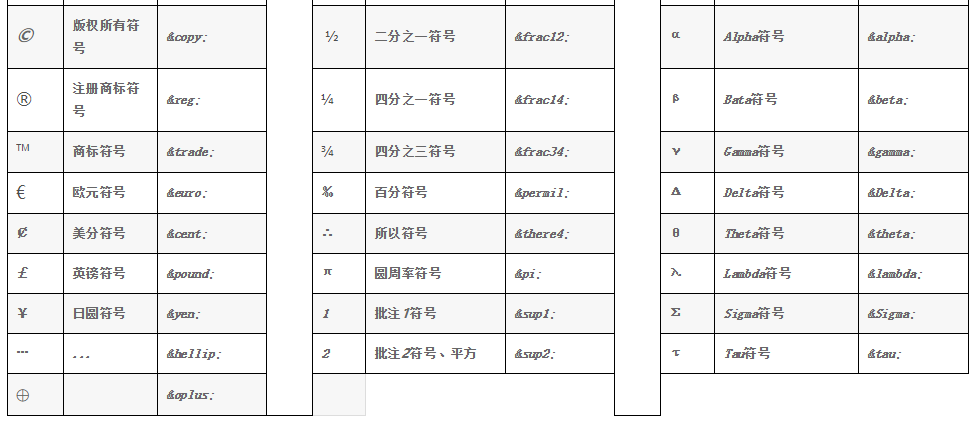 © 版权所有符号 &copy; ½ 二分之一符号 &frac12; α Alpha符号 &alpha;
® 注册商标符号 &reg; ¼ 四分之一符号 &frac14; β Bata符号 &beta;
™ 商标符号 &trade; ¾ 四分之三符号 &frac34; γ Gamma符号 &gamma;
€ 欧元符号 &euro; ‰ 百分符号 &permil; Δ Delta符号 &Delta;
₡ 美分符号 &cent; ∴ 所以符号 &there4; θ Theta符号 &theta;
£ 英镑符号 &pound; π 圆周率符号 &pi; λ Lambda符号 &lambda;
¥ 日圆符号 &yen; 1 批注1符号 &sup1; Σ Sigma符号 &Sigma;
… ... &hellip; 2 批注2符号、平方 &sup2; τ Tau符号 &tau;
⊕ &oplus;